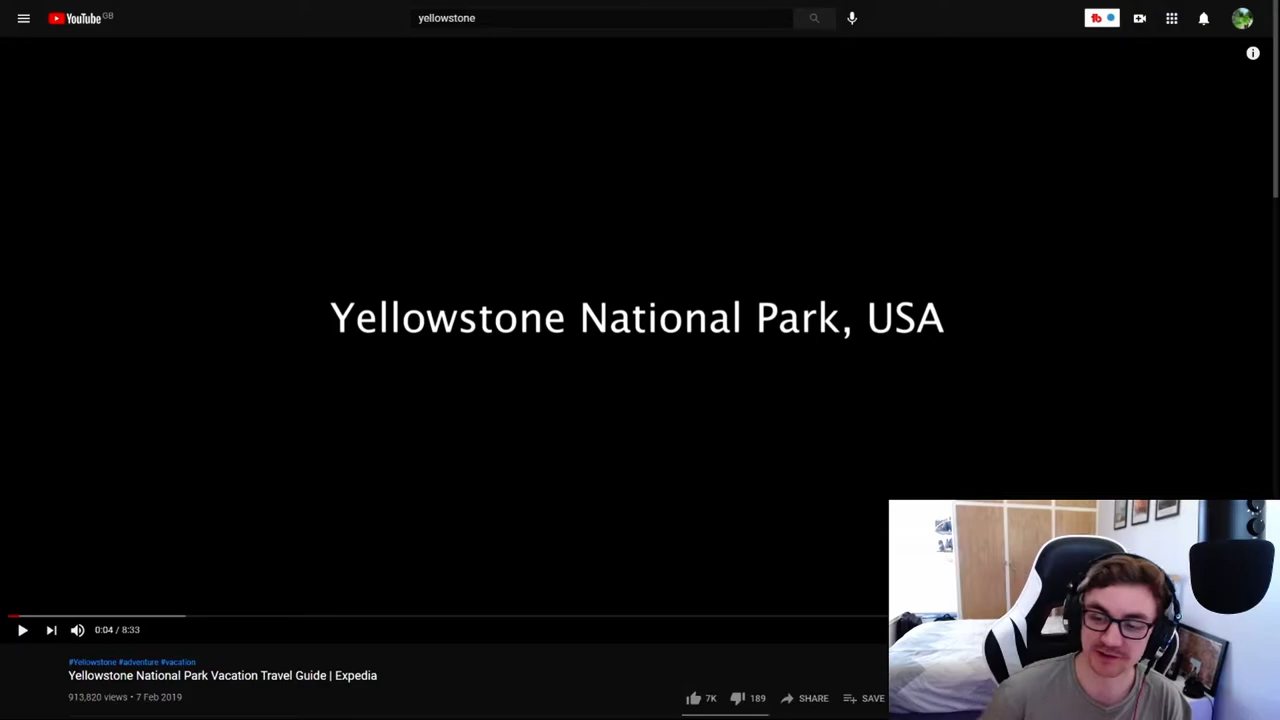 YouTube GB
yellowstone
Yellowstone National Park, USA
0:04 / 8:33
#Yellowstone #adventure #vacation
Yellowstone National Park Vacation Travel Guide | Expedia
913,820 views • 7 Feb 2019
7K
189
SHARE
SAVE